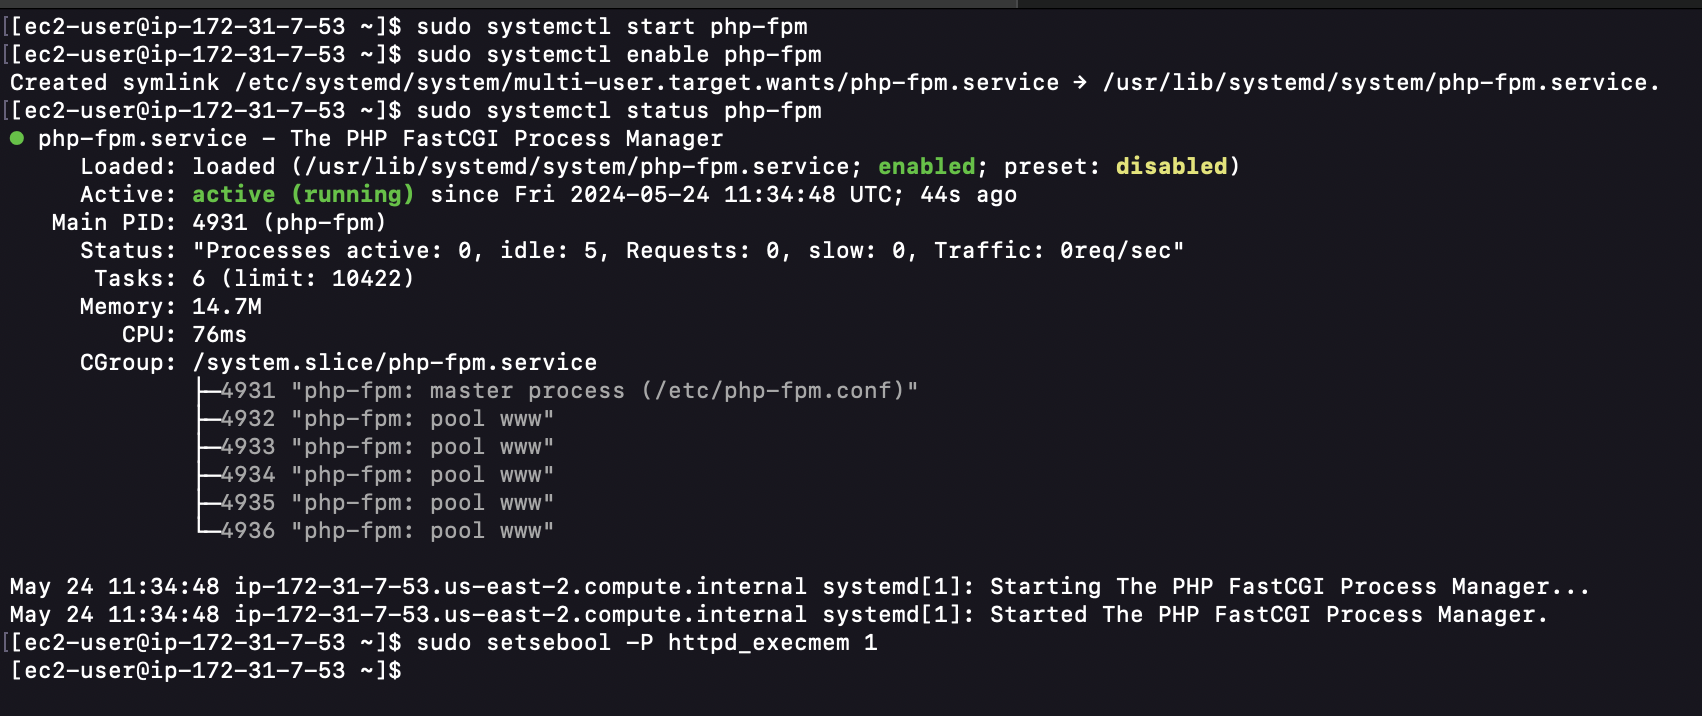 [[ec2-user@ip-172-31-7-53 ~]$ sudo systemctl start php-fpm
[[ec2-user@ip-172-31-7-53 ~]$ sudo systemctl enable php-fpm
Created symlink /etc/systemd/system/multi-user.target.wants/php-fpm.service → /usr/lib/systemd/system/php-fpm.service.
[[ec2-user@ip-172-31-7-53 ~]$ sudo systemctl status php-fpm
● php-fpm.service - The PHP FastCGI Process Manager
     Loaded: loaded (/usr/lib/systemd/system/php-fpm.service; enabled; preset: disabled)
     Active: active (running) since Fri 2024-05-24 11:34:48 UTC; 44s ago
   Main PID: 4931 (php-fpm)
     Status: "Processes active: 0, idle: 5, Requests: 0, slow: 0, Traffic: 0req/sec"
      Tasks: 6 (limit: 10422)
     Memory: 14.7M
        CPU: 76ms
     CGroup: /system.slice/php-fpm.service
             ├─4931 "php-fpm: master process (/etc/php-fpm.conf)"
             ├─4932 "php-fpm: pool www"
             ├─4933 "php-fpm: pool www"
             ├─4934 "php-fpm: pool www"
             ├─4935 "php-fpm: pool www"
             └─4936 "php-fpm: pool www"
May 24 11:34:48 ip-172-31-7-53.us-east-2.compute.internal systemd[1]: Starting The PHP FastCGI Process Manager...
May 24 11:34:48 ip-172-31-7-53.us-east-2.compute.internal systemd[1]: Started The PHP FastCGI Process Manager.
[[ec2-user@ip-172-31-7-53 ~]$ sudo setsebool -P httpd_execmem 1
[ec2-user@ip-172-31-7-53 ~]$